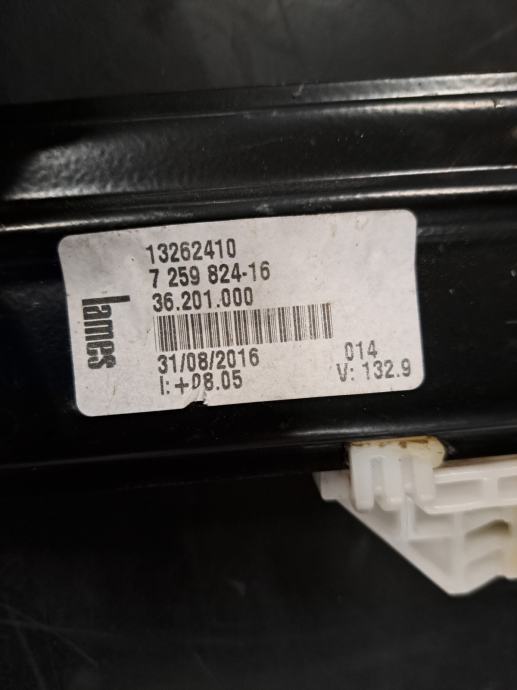 13262410
7 259 824-16
36.201.000
lames
31/08/2016
014
I: +08.05
V: 132.9